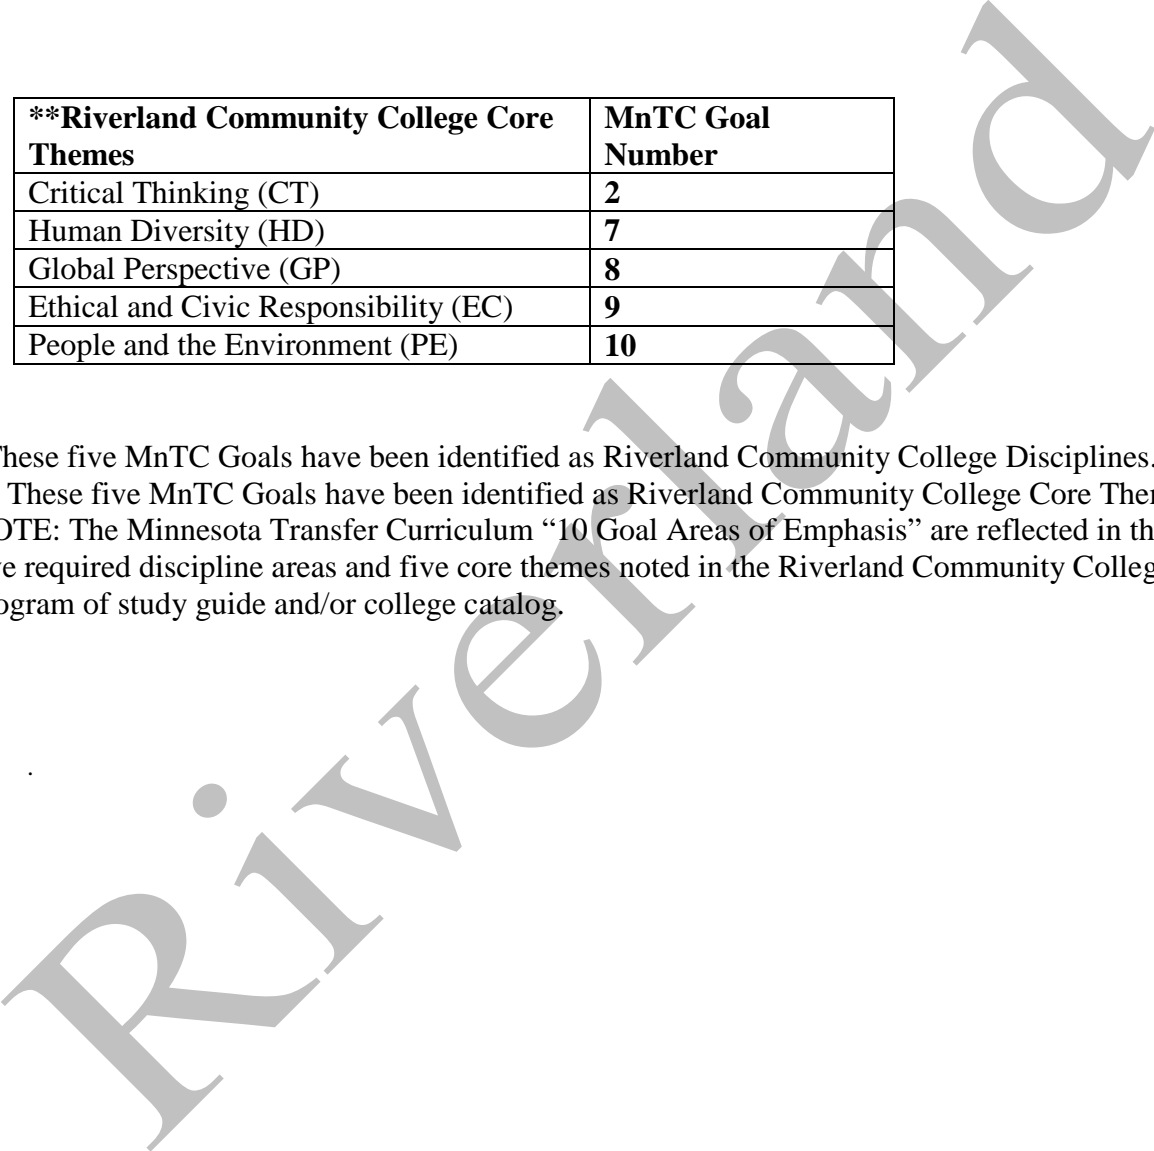 **Riverland Community College Core MnTC Goal
Themes Number
Critical Thinking (CT) 2
Human Diversity (HD) 7
Global Perspective (GP) 8
Ethical and Civic Responsibility (EC) 9
People and the Environment (PE) 10
These five MnTC Goals have been identified as Riverland Community College Disciplines.
These five MnTC Goals have been identified as Riverland Community College Core Them
OTE: The Minnesota Transfer Curriculum “10 Goal Areas of Emphasis” are reflected in the
ve required discipline areas and five core themes noted in the Riverland Community College
ogram of study guide and/or college catalog.
.
Riverland